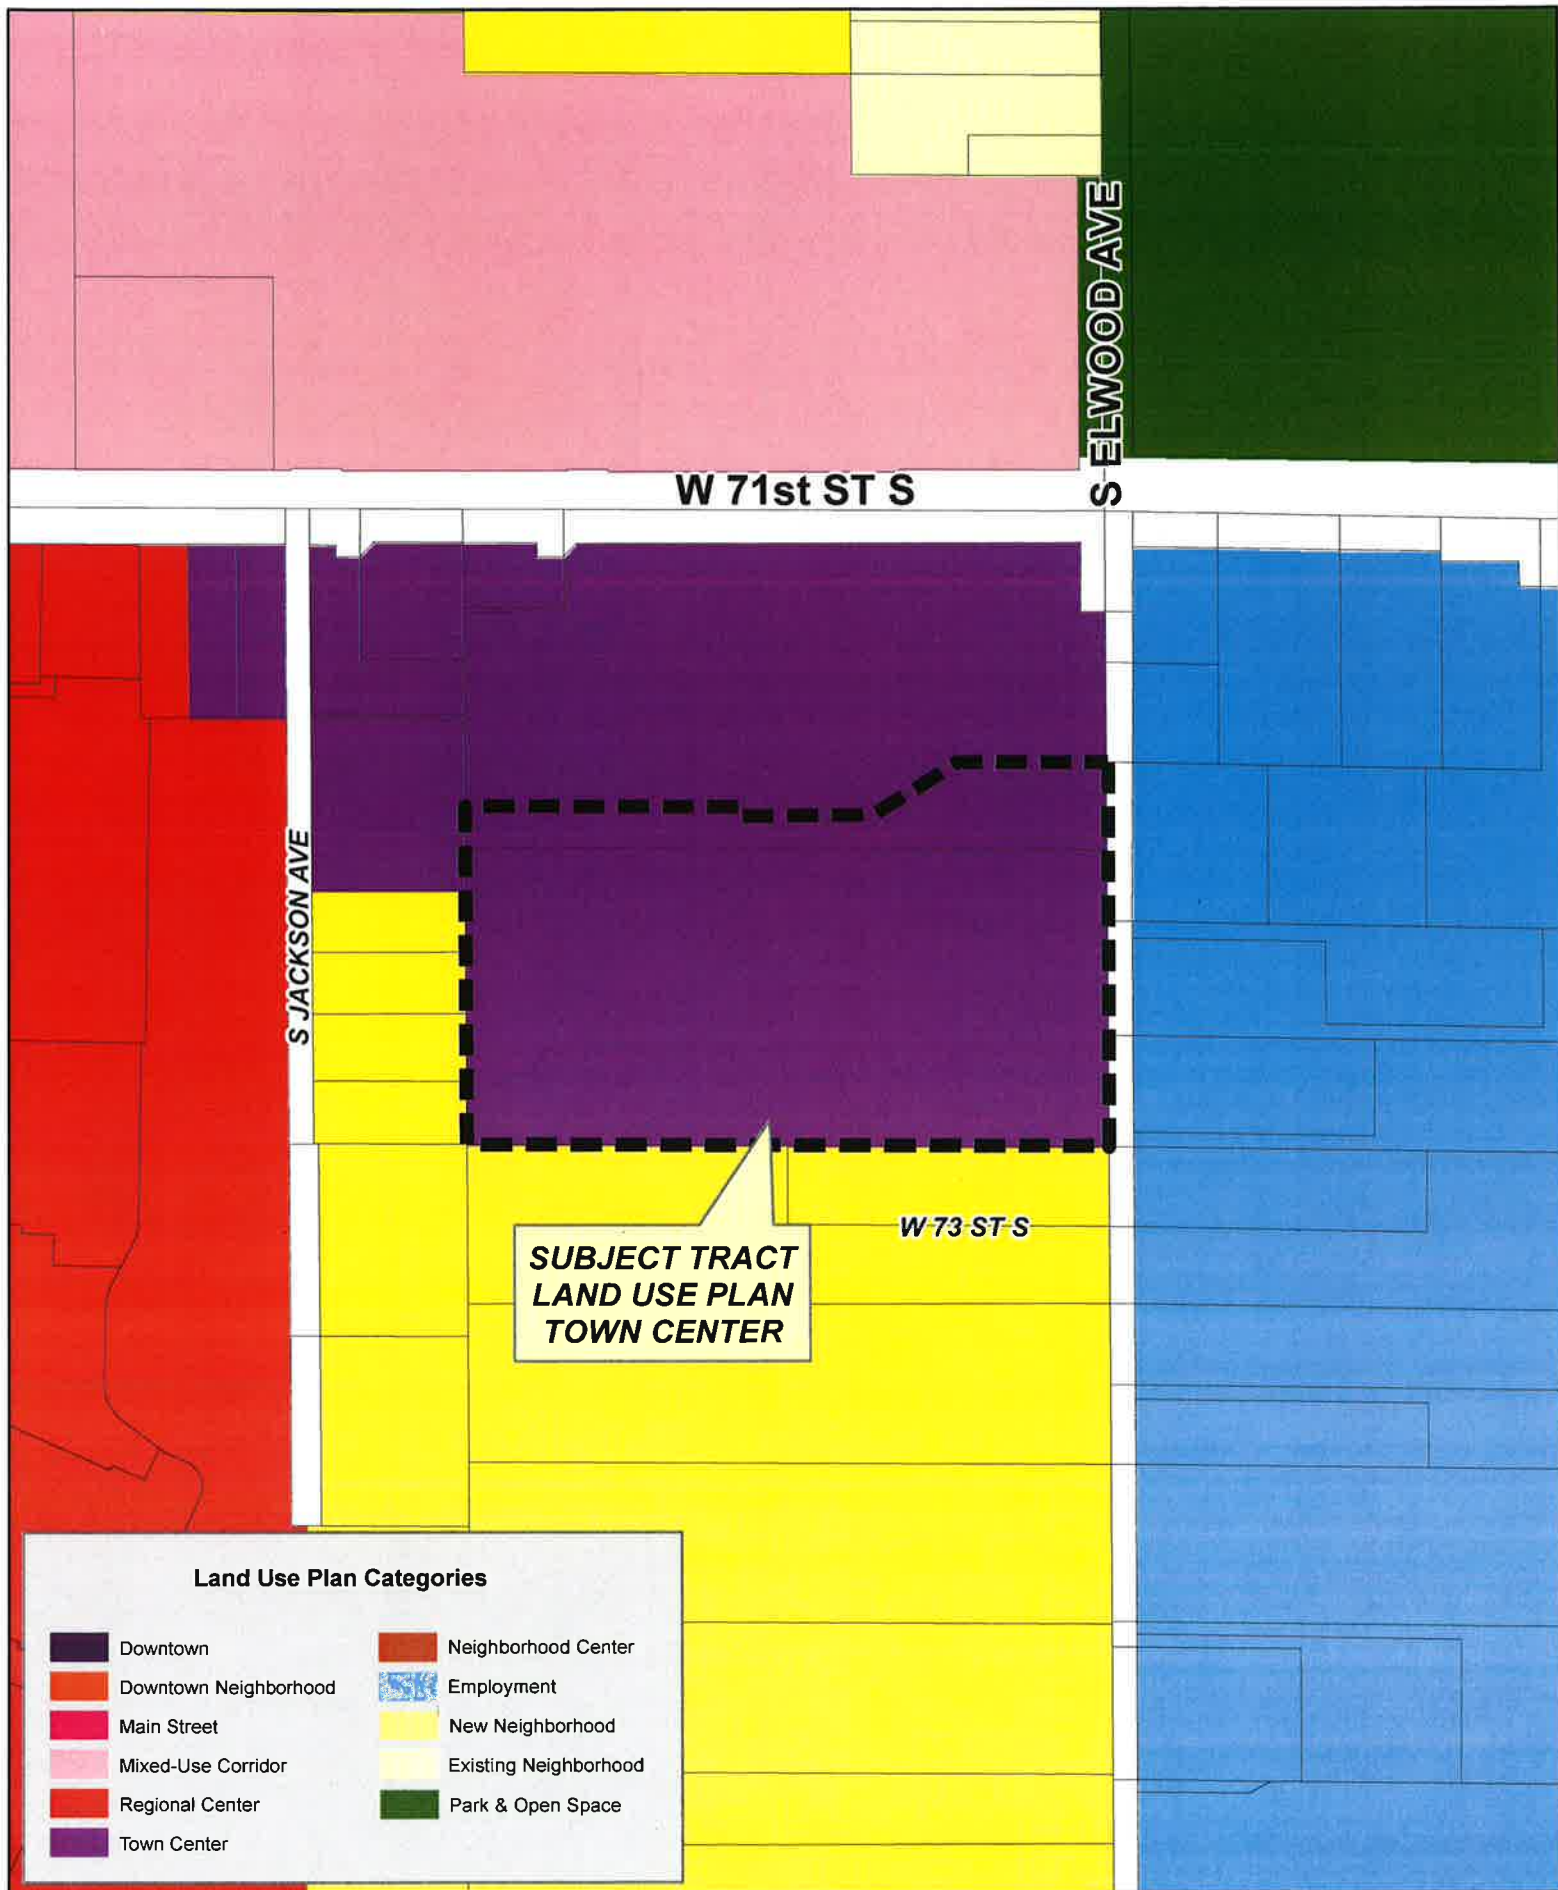 S ELWOOD AVE
W 71st ST S
S JACKSON AVE
W 73 ST S
SUBJECT TRACT
LAND USE PLAN
TOWN CENTER
Land Use Plan Categories
Downtown
Downtown Neighborhood
Main Street
Mixed-Use Corridor
Regional Center
Town Center
Neighborhood Center
Employment
New Neighborhood
Existing Neighborhood
Park & Open Space